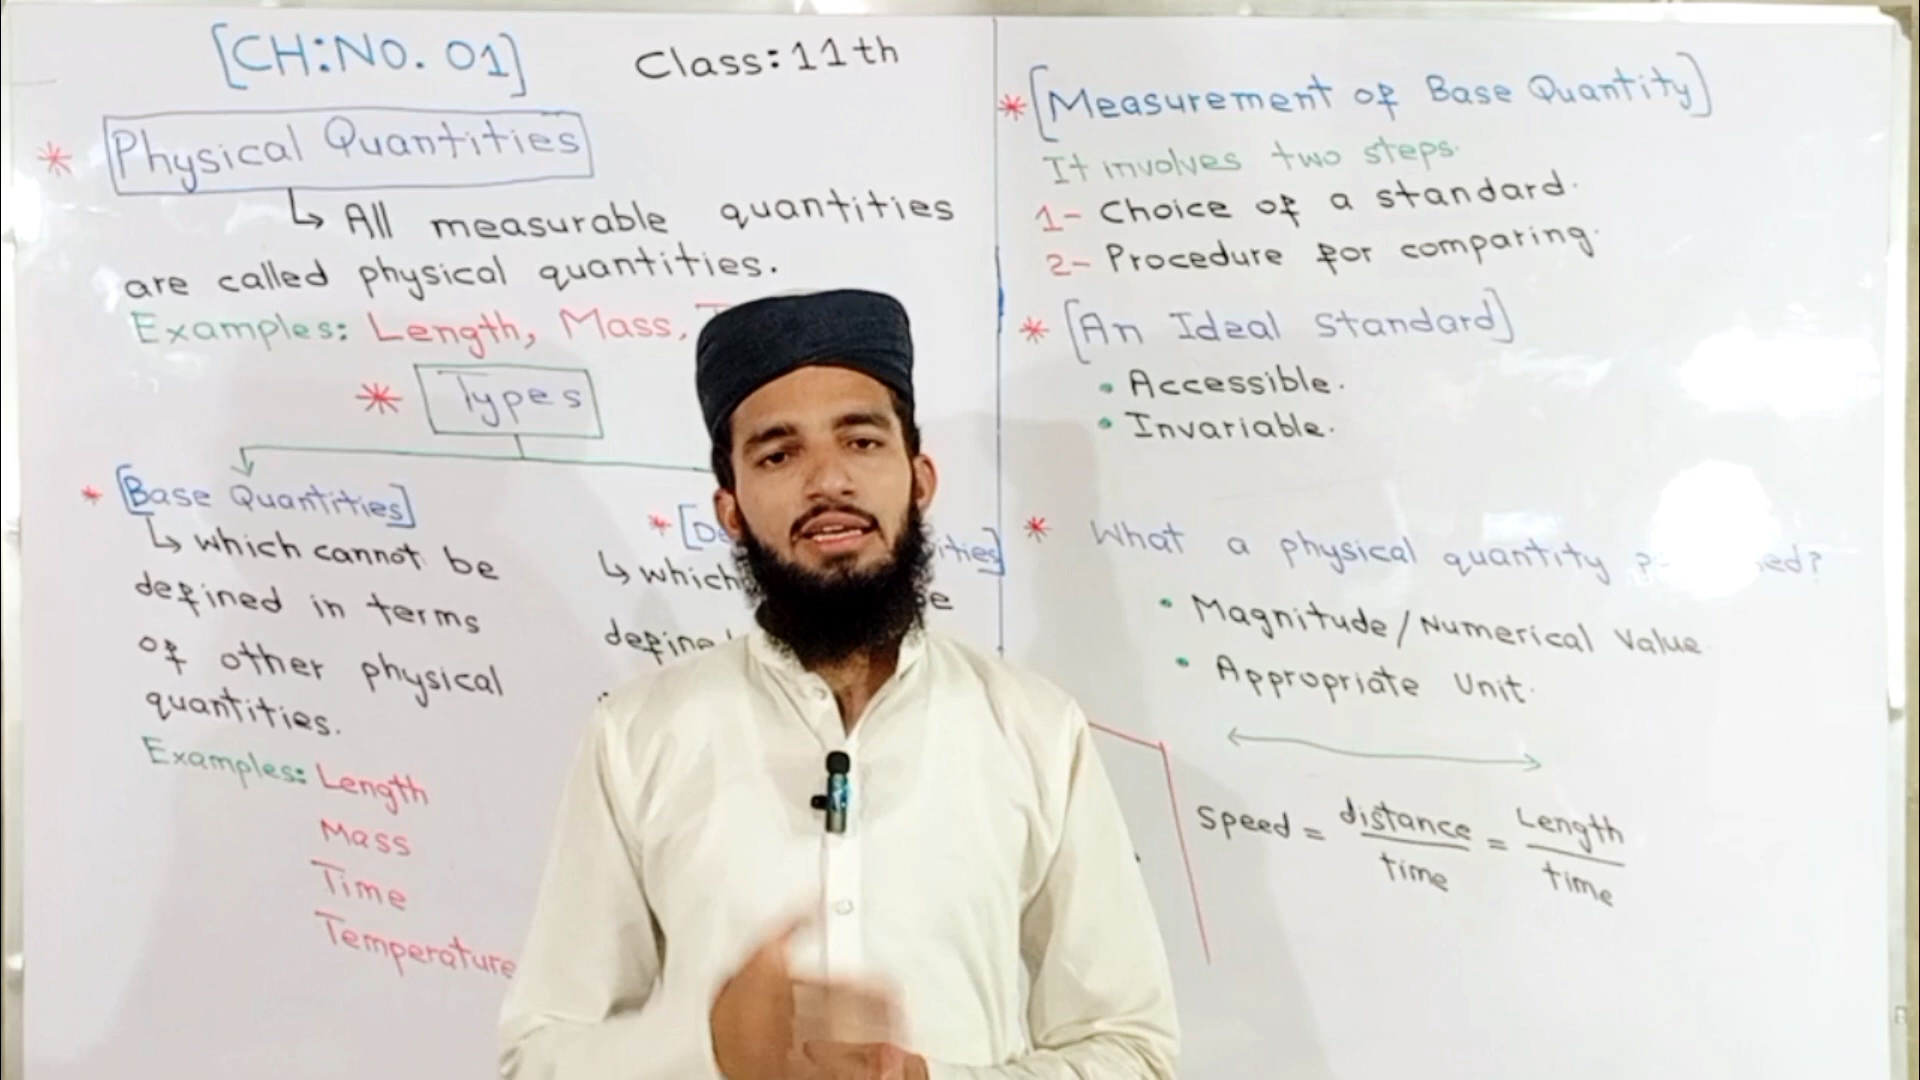 [CH:NO. 01]
Class:11th
* Physical Quantities
↳ All measurable quantities
are called physical quantities.
Examples: Length, Mass,
* Types
* [Base Quantities]
↳ which cannot be
defined in terms
of other physical
quantities.
Examples: Length
Mass
Time
Temperature
↳ which
* [Measurement of Base Quantity]
It involves two steps.
1- Choice of a standard.
2- Procedure for comparing.
* [An Ideal Standard]
• Accessible.
• Invariable.
* What a physical quantity
• Magnitude/Numerical Value
• Appropriate Unit.
Speed = distance/time = Length/time